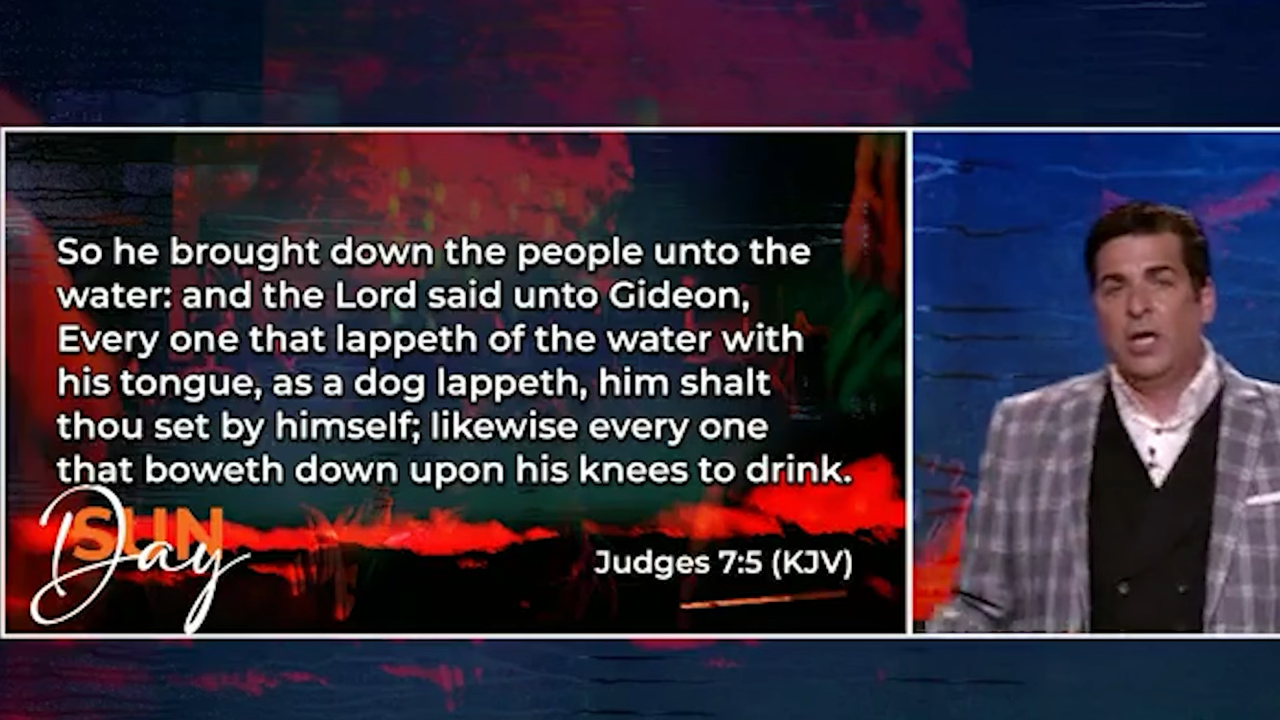 So he brought down the people unto the
water: and the Lord said unto Gideon,
Every one that lappeth of the water with
his tongue, as a dog lappeth, him shalt
thou set by himself; likewise every one
that boweth down upon his knees to drink.
SUN
Day
Judges 7:5 (KJV)